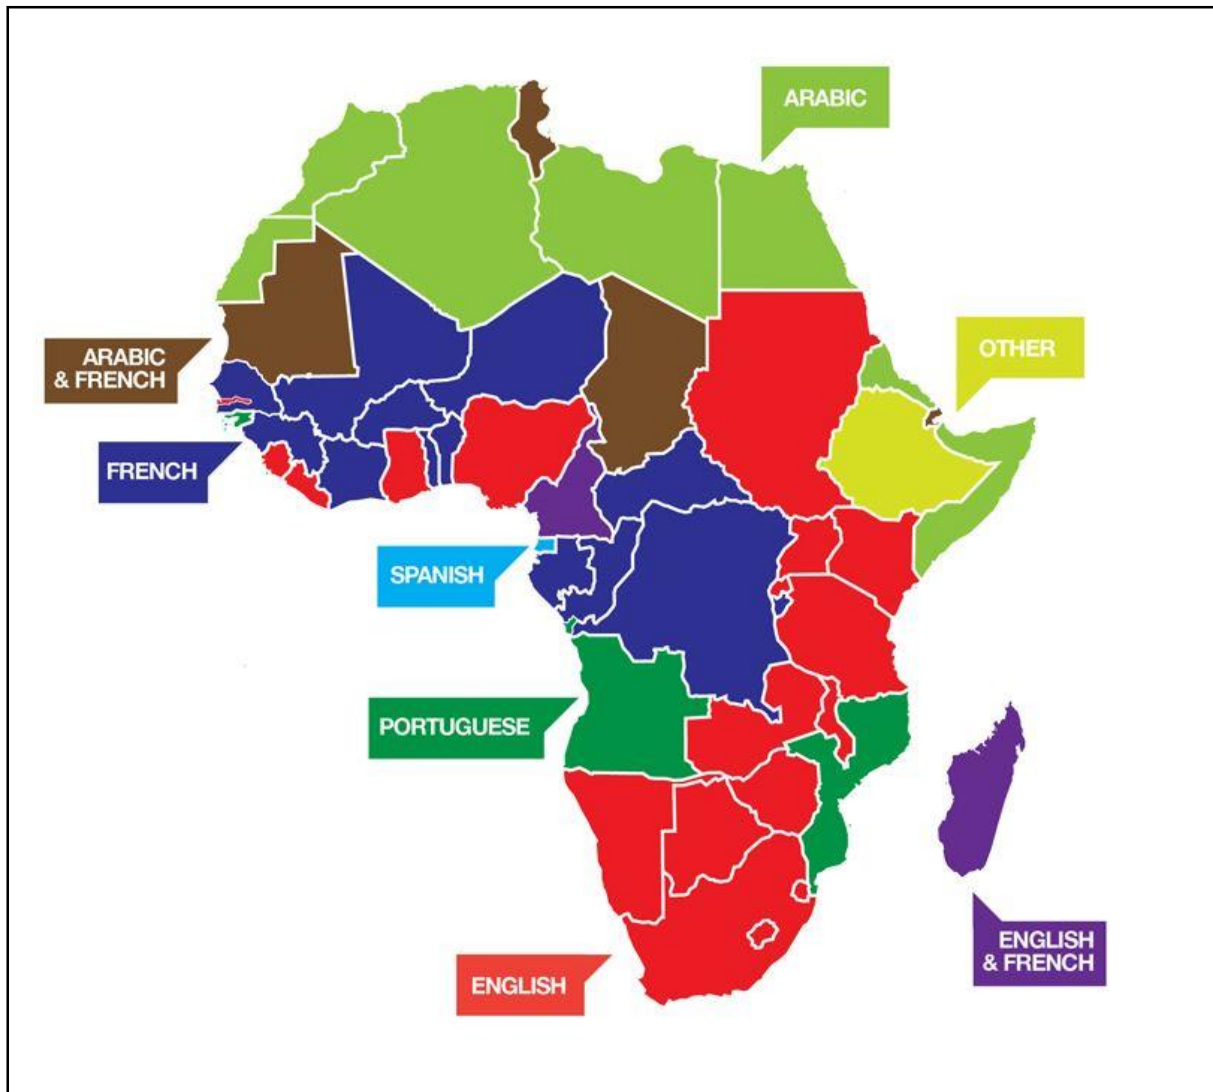 ARABIC
OTHER
ARABIC
& FRENCH
FRENCH
SPANISH
PORTUGUESE
ENGLISH
& FRENCH
ENGLISH